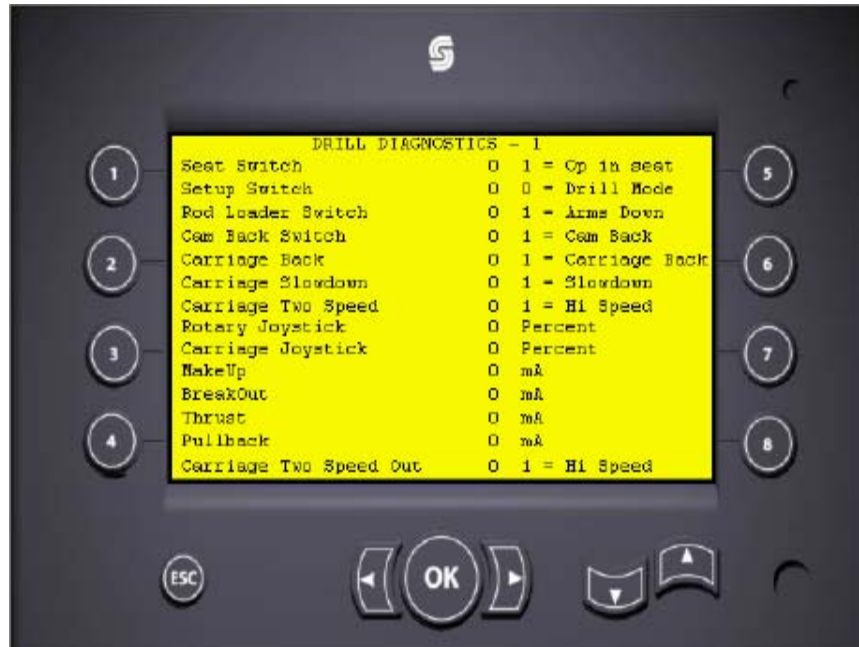 DRILL DIAGNOSTICS - 1
Seat Switch 0 1 = Op in seat
1
5
Setup Switch 0 0 = Drill Mode
Rod Loader Switch 0 1 = Arms Down
Cam Back Switch 0 1 = Cam Back
Carriage Back 0 1 = Carriage Back
2
6
Carriage Slowdown 0 1 = Slowdown
Carriage Two Speed 0 1 = Hi Speed
Rotary Joystick 0 Percent
Carriage Joystick 0 Percent
3
7
MakeUp 0 mA
BreakOut 0 mA
Thrust 0 mA
Pullback 0 mA
4
8
Carriage Two Speed Out 0 1 = Hi Speed
ESC
OK